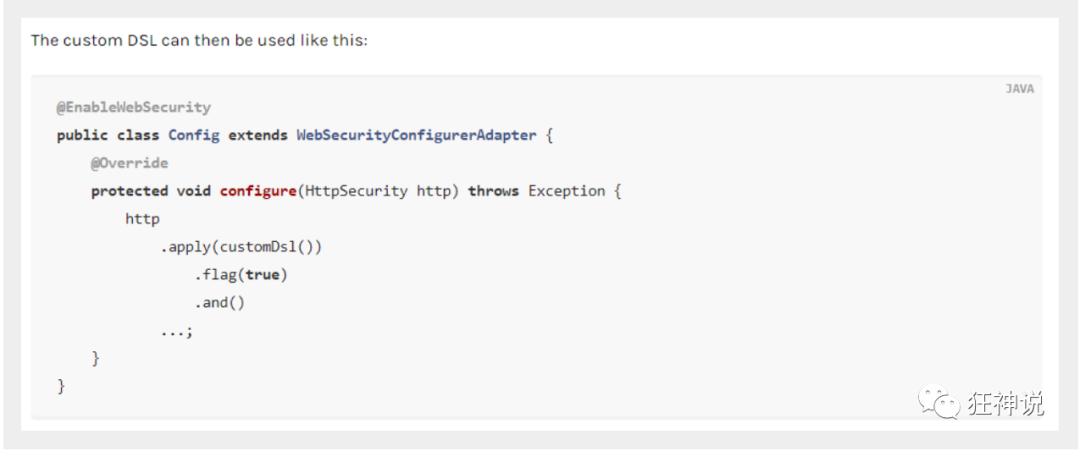 The custom DSL can then be used like this:
JAVA
@EnableWebSecurity
public class Config extends WebSecurityConfigurerAdapter {
    @Override
    protected void configure(HttpSecurity http) throws Exception {
        http
            .apply(customDsl())
                .flag(true)
                .and()
            ...;
    }
}
狂神说